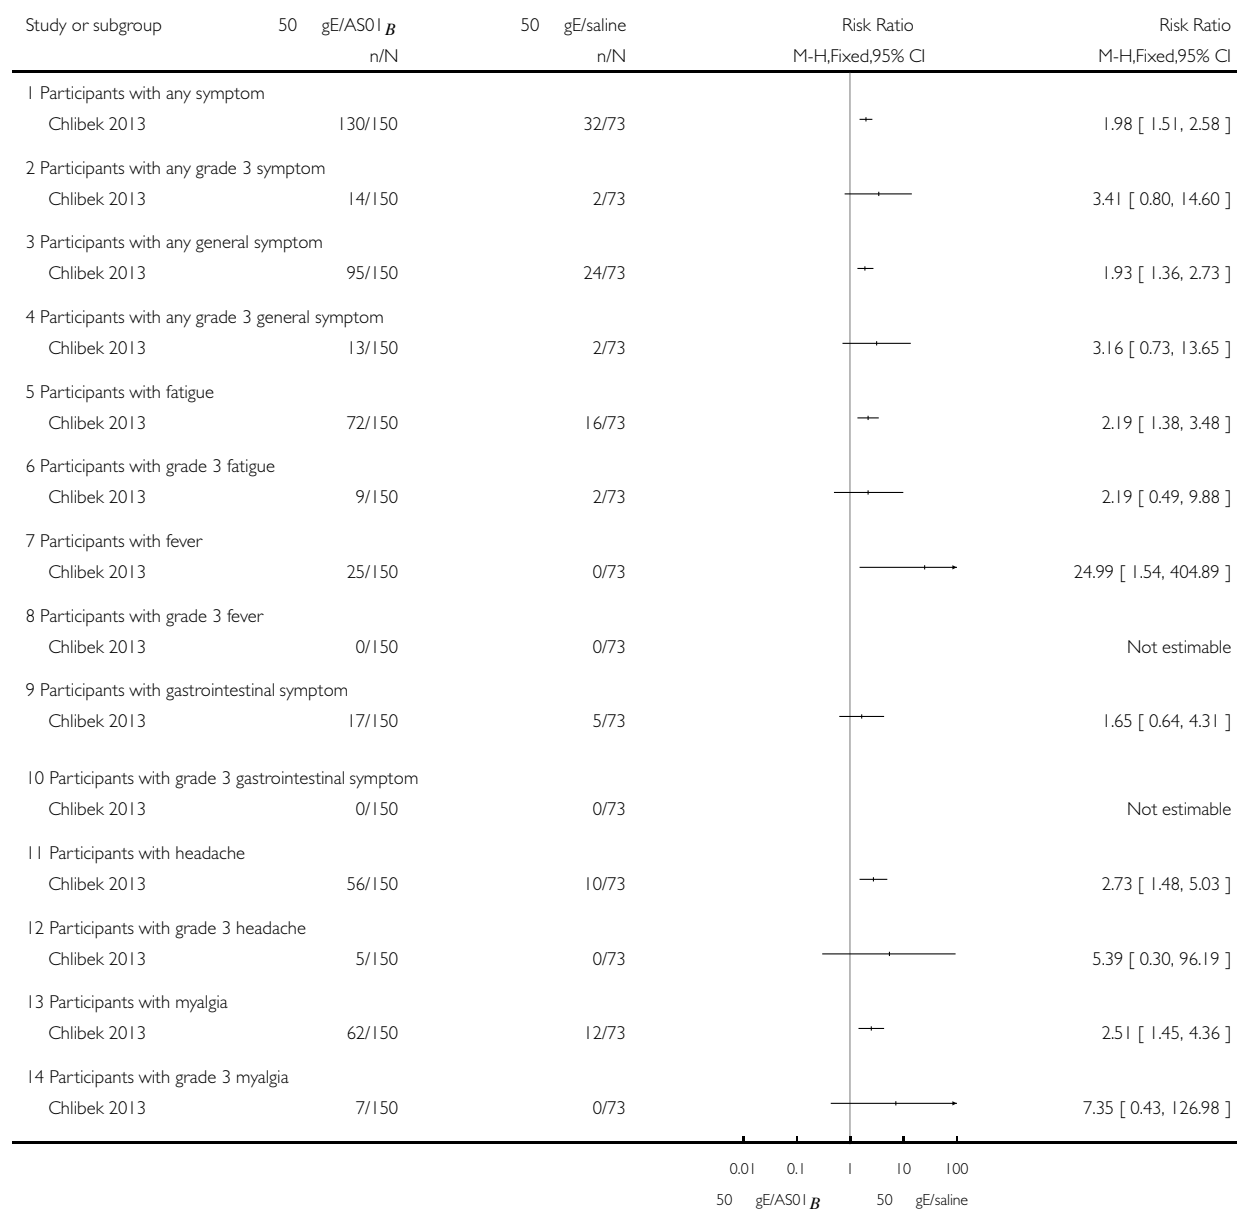 Study or subgroup 50 gE/AS01B 50 gE/saline Risk Ratio Risk Ratio
n/N n/N M-H,Fixed,95% CI M-H,Fixed,95% CI
1 Participants with any symptom
Chlibek 2013 130/150 32/73 1.98 [ 1.51, 2.58 ]
2 Participants with any grade 3 symptom
Chlibek 2013 14/150 2/73 3.41 [ 0.80, 14.60 ]
3 Participants with any general symptom
Chlibek 2013 95/150 24/73 1.93 [ 1.36, 2.73 ]
4 Participants with any grade 3 general symptom
Chlibek 2013 13/150 2/73 3.16 [ 0.73, 13.65 ]
5 Participants with fatigue
Chlibek 2013 72/150 16/73 2.19 [ 1.38, 3.48 ]
6 Participants with grade 3 fatigue
Chlibek 2013 9/150 2/73 2.19 [ 0.49, 9.88 ]
7 Participants with fever
Chlibek 2013 25/150 0/73 24.99 [ 1.54, 404.89 ]
8 Participants with grade 3 fever
Chlibek 2013 0/150 0/73 Not estimable
9 Participants with gastrointestinal symptom
Chlibek 2013 17/150 5/73 1.65 [ 0.64, 4.31 ]
10 Participants with grade 3 gastrointestinal symptom
Chlibek 2013 0/150 0/73 Not estimable
11 Participants with headache
Chlibek 2013 56/150 10/73 2.73 [ 1.48, 5.03 ]
12 Participants with grade 3 headache
Chlibek 2013 5/150 0/73 5.39 [ 0.30, 96.19 ]
13 Participants with myalgia
Chlibek 2013 62/150 12/73 2.51 [ 1.45, 4.36 ]
14 Participants with grade 3 myalgia
Chlibek 2013 7/150 0/73 7.35 [ 0.43, 126.98 ]
0.01 0.1 1 10 100
50 gE/AS01B 50 gE/saline